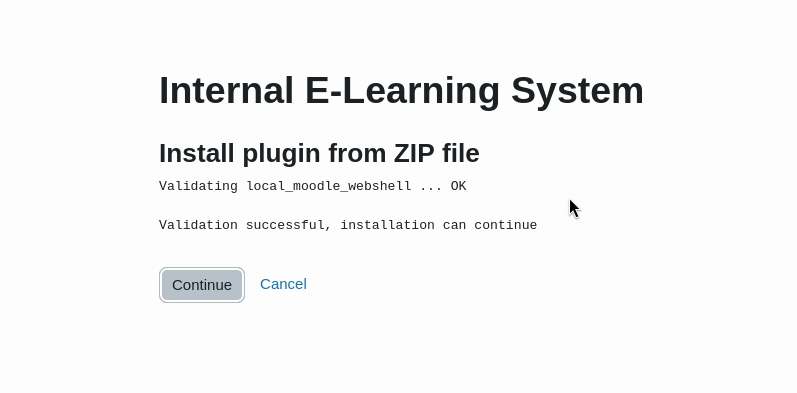 Internal E-Learning System
Install plugin from ZIP file
Validating local_moodle_webshell ... OK
Validation successful, installation can continue
Continue Cancel